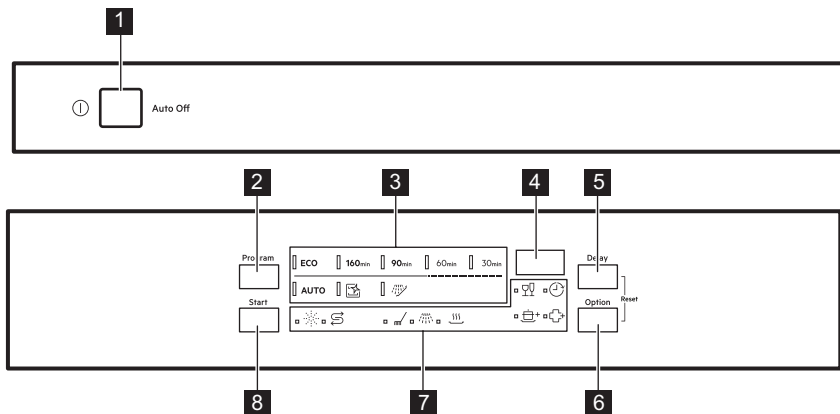 1
Auto Off
2
3
4
5
Program
ECO 160min 90min 60min 30min
Delay
AUTO
Start
Option
Reset
8
7
6